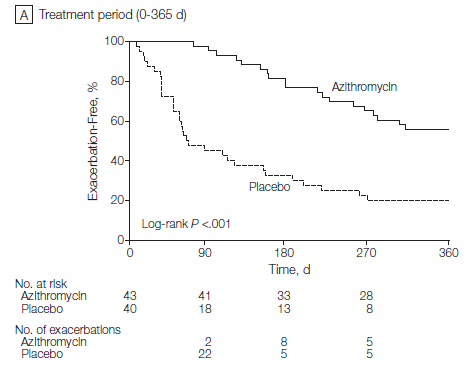 A Treatment period (0-365 d)
100
80
60
40
20
0
Exacerbation-Free, %
Azithromycin
Placebo
Log-rank P <.001
0 90 180 270 360
Time, d
No. at risk
Azithromycin 43 41 33 28
Placebo 40 18 13 8
No. of exacerbations
Azithromycin 2 8 5
Placebo 22 5 5